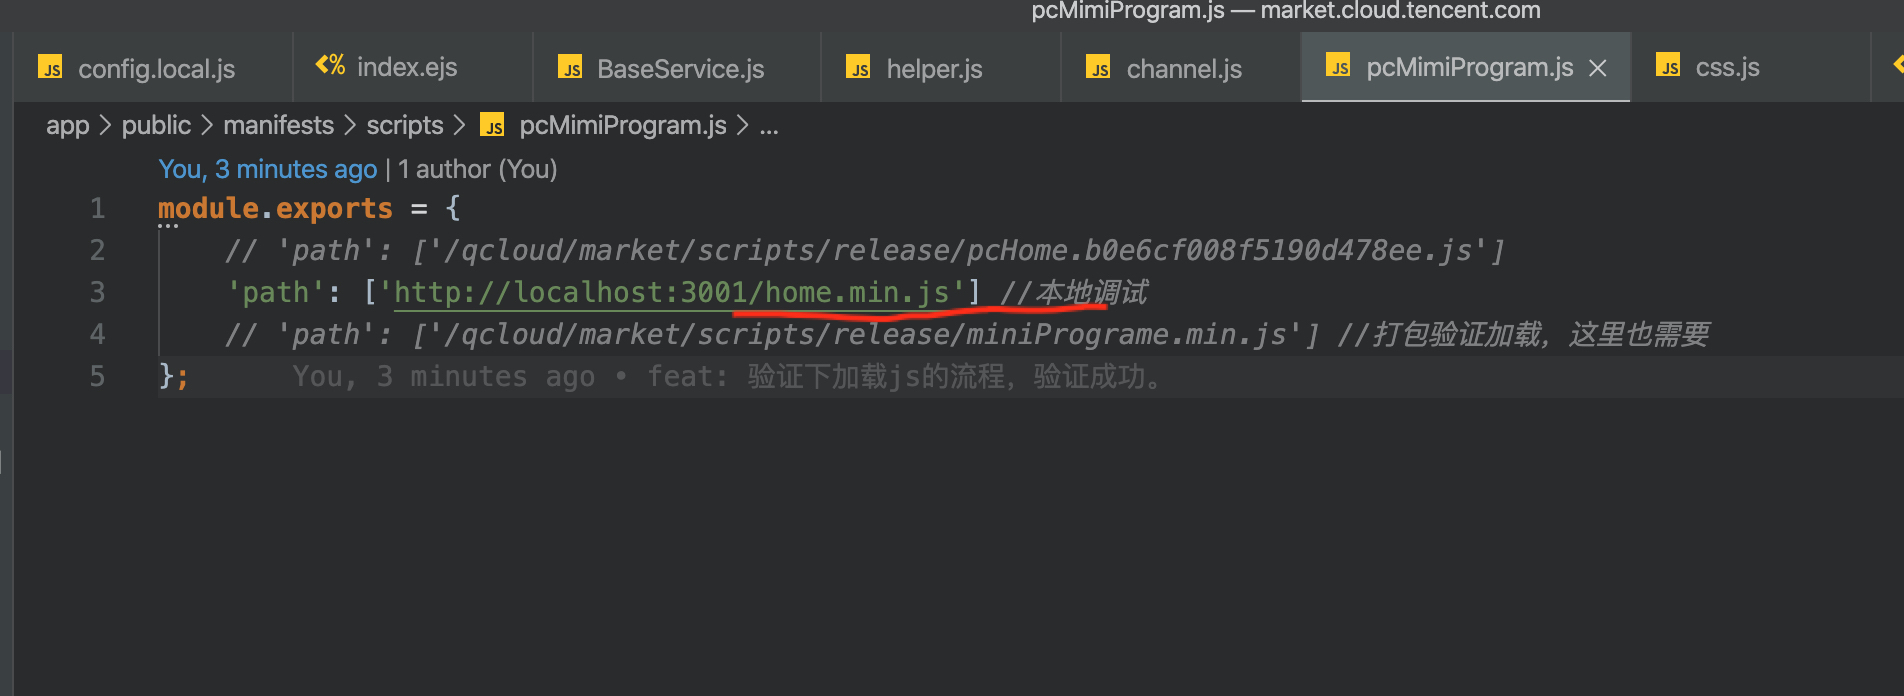 pcMimiProgram.js — market.cloud.tencent.com
JS config.local.js <% index.ejs JS BaseService.js JS helper.js JS channel.js JS pcMimiProgram.js × JS css.js
app > public > manifests > scripts > JS pcMimiProgram.js > ...
You, 3 minutes ago | 1 author (You)
1 module.exports = {
2 // 'path': ['/qcloud/market/scripts/release/pcHome.b0e6cf008f5190d478ee.js']
3 'path': ['http://localhost:3001/home.min.js'] //本地调试
4 // 'path': ['/qcloud/market/scripts/release/miniPrograme.min.js'] //打包验证加载，这里也需要
5 }; You, 3 minutes ago • feat: 验证下加载js的流程，验证成功。